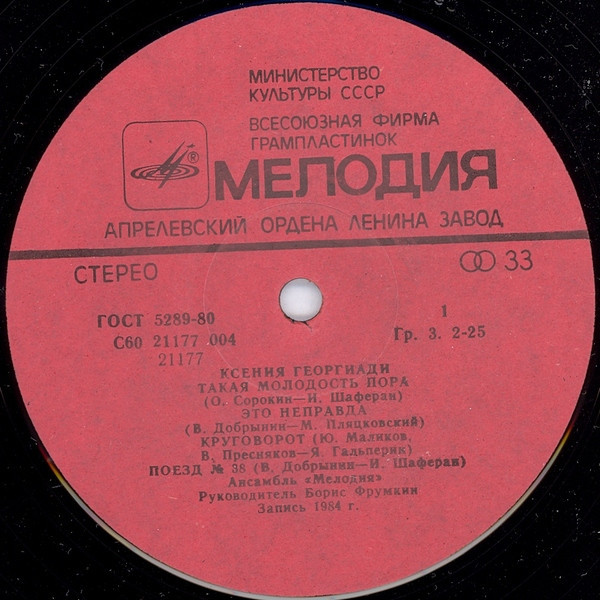 МИНИСТЕРСТВО
КУЛЬТУРЫ СССР
ВСЕСОЮЗНАЯ ФИРМА
ГРАМПЛАСТИНОК
®
МЕЛОДИЯ
АПРЕЛЕВСКИЙ ОРДЕНА ЛЕНИНА ЗАВОД
СТЕРЕО 33
ГОСТ 5289-80 1
С60 21177 004 Гр. 3. 2-25
21177
КСЕНИЯ ГЕОРГИАДИ
ТАКАЯ МОЛОДОСТЬ ПОРА
(О. Сорокин—И. Шаферан)
ЭТО НЕПРАВДА
(В. Добрынин—М. Пляцковский)
КРУГОВОРОТ (Ю. Маликов,
В. Пресняков—Я. Гальперик)
ПОЕЗД № 38 (В. Добрынин—И. Шаферан)
Ансамбль «Мелодия»
Руководитель Борис Фрумкин
Запись 1984 г.